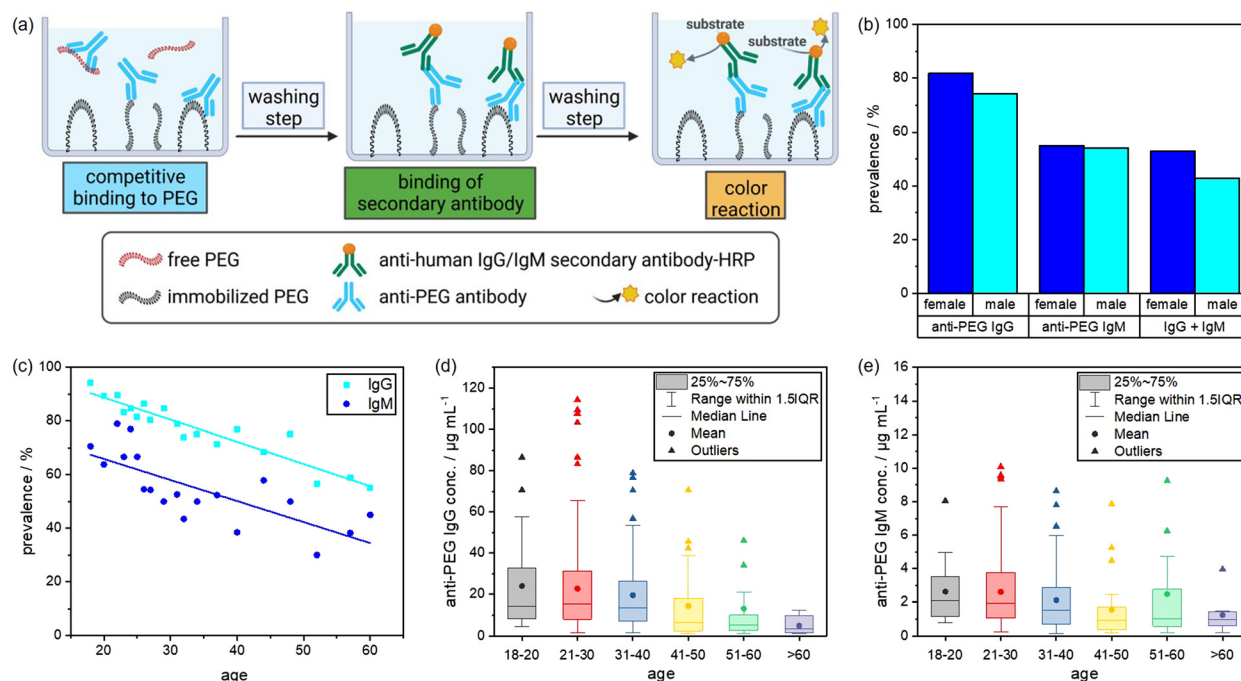 (a)
washing
step
washing
step
substrate
substrate
competitive
binding to PEG
binding of
secondary antibody
color
reaction
free PEG
anti-human IgG/IgM secondary antibody-HRP
immobilized PEG
anti-PEG antibody
color reaction
(b)
prevalence / %
100
80
60
40
20
0
female
male
female
male
female
male
anti-PEG IgG
anti-PEG IgM
IgG + IgM
(c)
prevalence / %
100
80
60
40
20
0
IgG
IgM
20
30
40
50
60
age
(d)
anti-PEG IgG conc. / µg mL⁻¹
120
100
80
60
40
20
0
25%~75%
Range within 1.5IQR
Median Line
Mean
Outliers
18-20
21-30
31-40
41-50
51-60
>60
age
(e)
anti-PEG IgM conc. / µg mL⁻¹
16
14
12
10
8
6
4
2
0
25%~75%
Range within 1.5IQR
Median Line
Mean
Outliers
18-20
21-30
31-40
41-50
51-60
>60
age